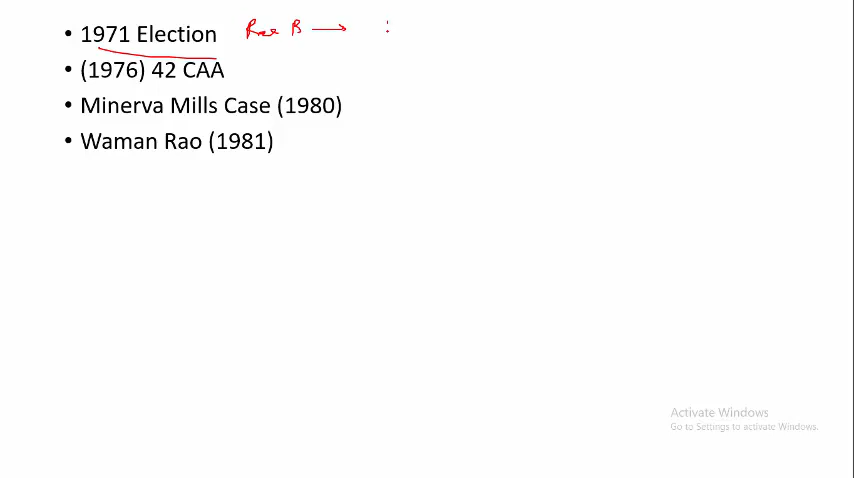 • 1971 Election Rae B →
• (1976) 42 CAA
• Minerva Mills Case (1980)
• Waman Rao (1981)
Activate Windows
Go to Settings to activate Windows.